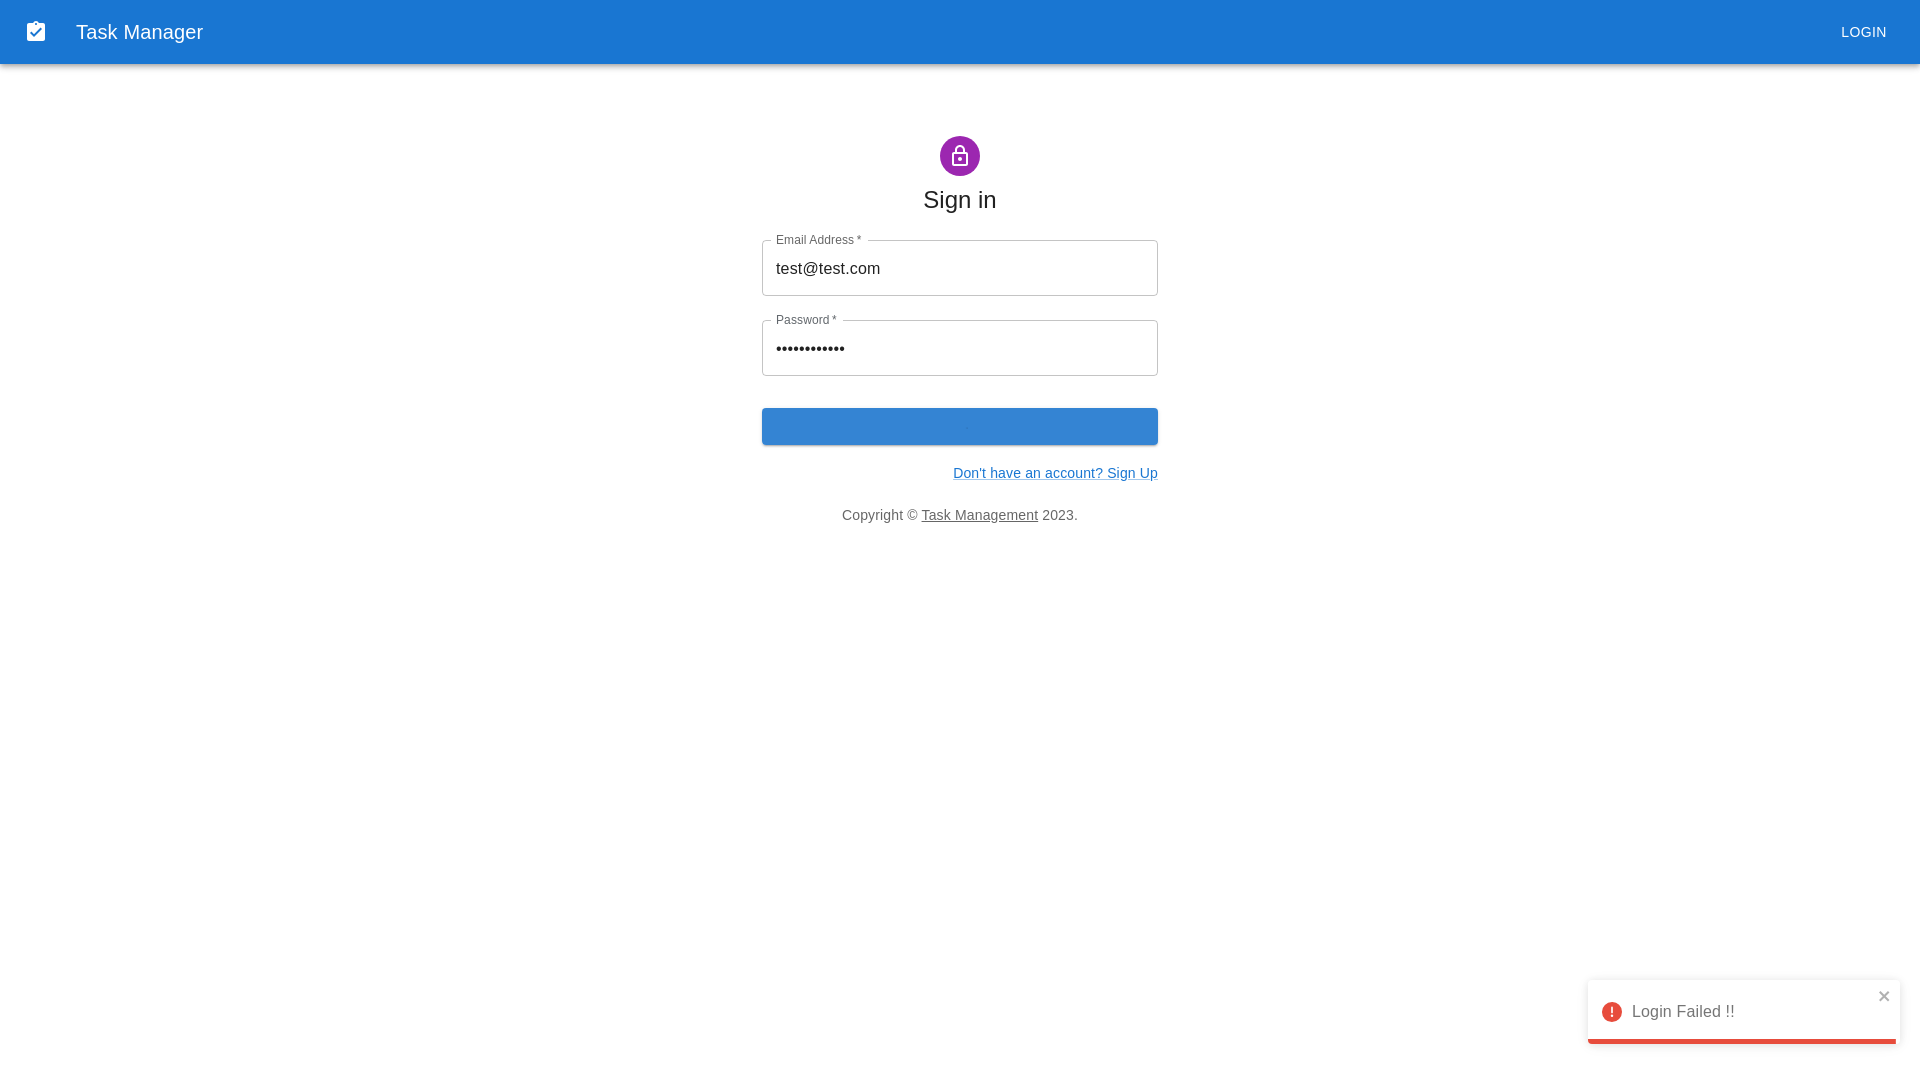 Task Manager
LOGIN
Sign in
Email Address *
test@test.com
Password *
••••••••••••
Don't have an account? Sign Up
Copyright © Task Management 2023.
Login Failed !!